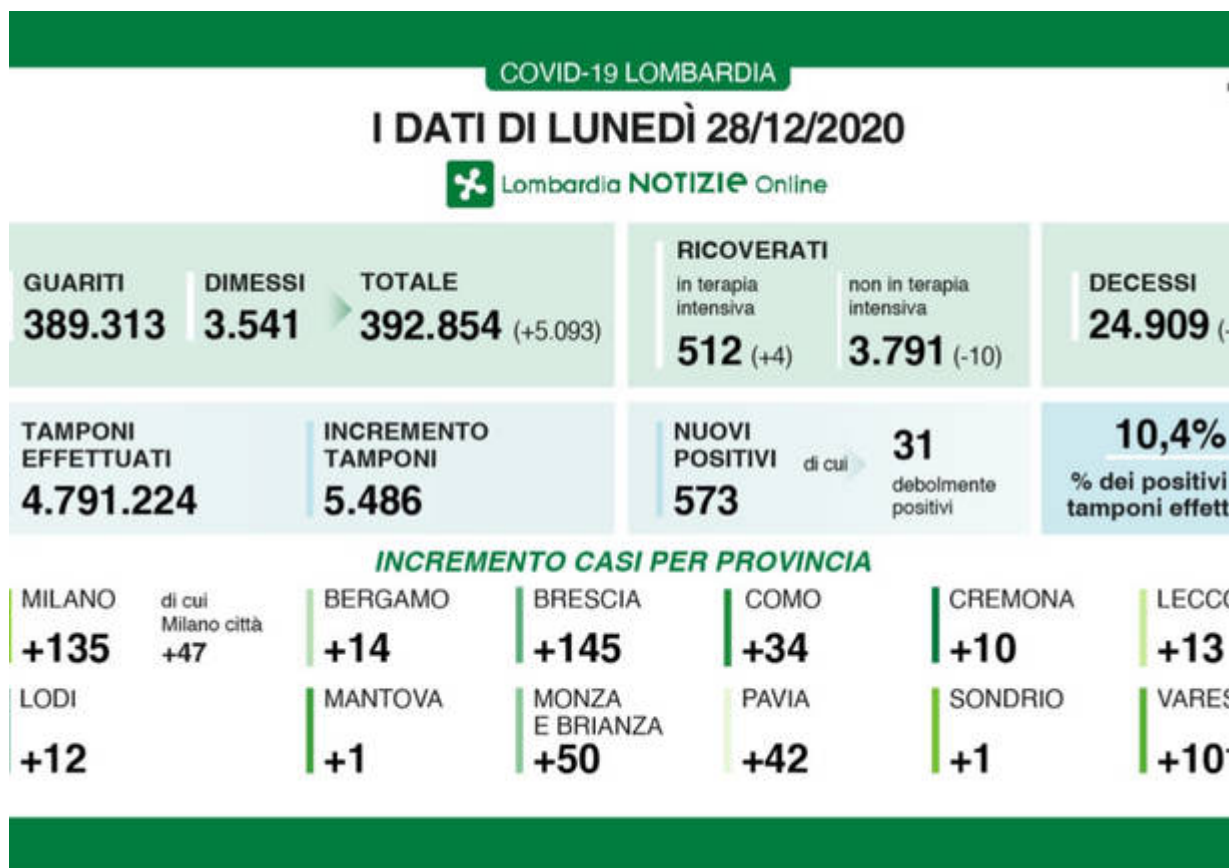 COVID-19 LOMBARDIA
I DATI DI LUNEDÌ 28/12/2020
Lombardia NOTIZIE Online
GUARITI
389.313
DIMESSI
3.541
TOTALE
392.854 (+5.093)
RICOVERATI
in terapia
intensiva
512 (+4)
non in terapia
intensiva
3.791 (-10)
DECESSI
24.909
TAMPONI
EFFETTUATI
4.791.224
INCREMENTO
TAMPONI
5.486
NUOVI
POSITIVI
573
di cui
31
debolmente
positivi
10,4%
% dei positivi
tamponi
INCREMENTO CASI PER PROVINCIA
MILANO
+135
di cui
Milano città
+47
BERGAMO
+14
BRESCIA
+145
COMO
+34
CREMONA
+10
+13
LODI
+12
MANTOVA
+1
MONZA
E BRIANZA
+50
PAVIA
+42
SONDRIO
+1